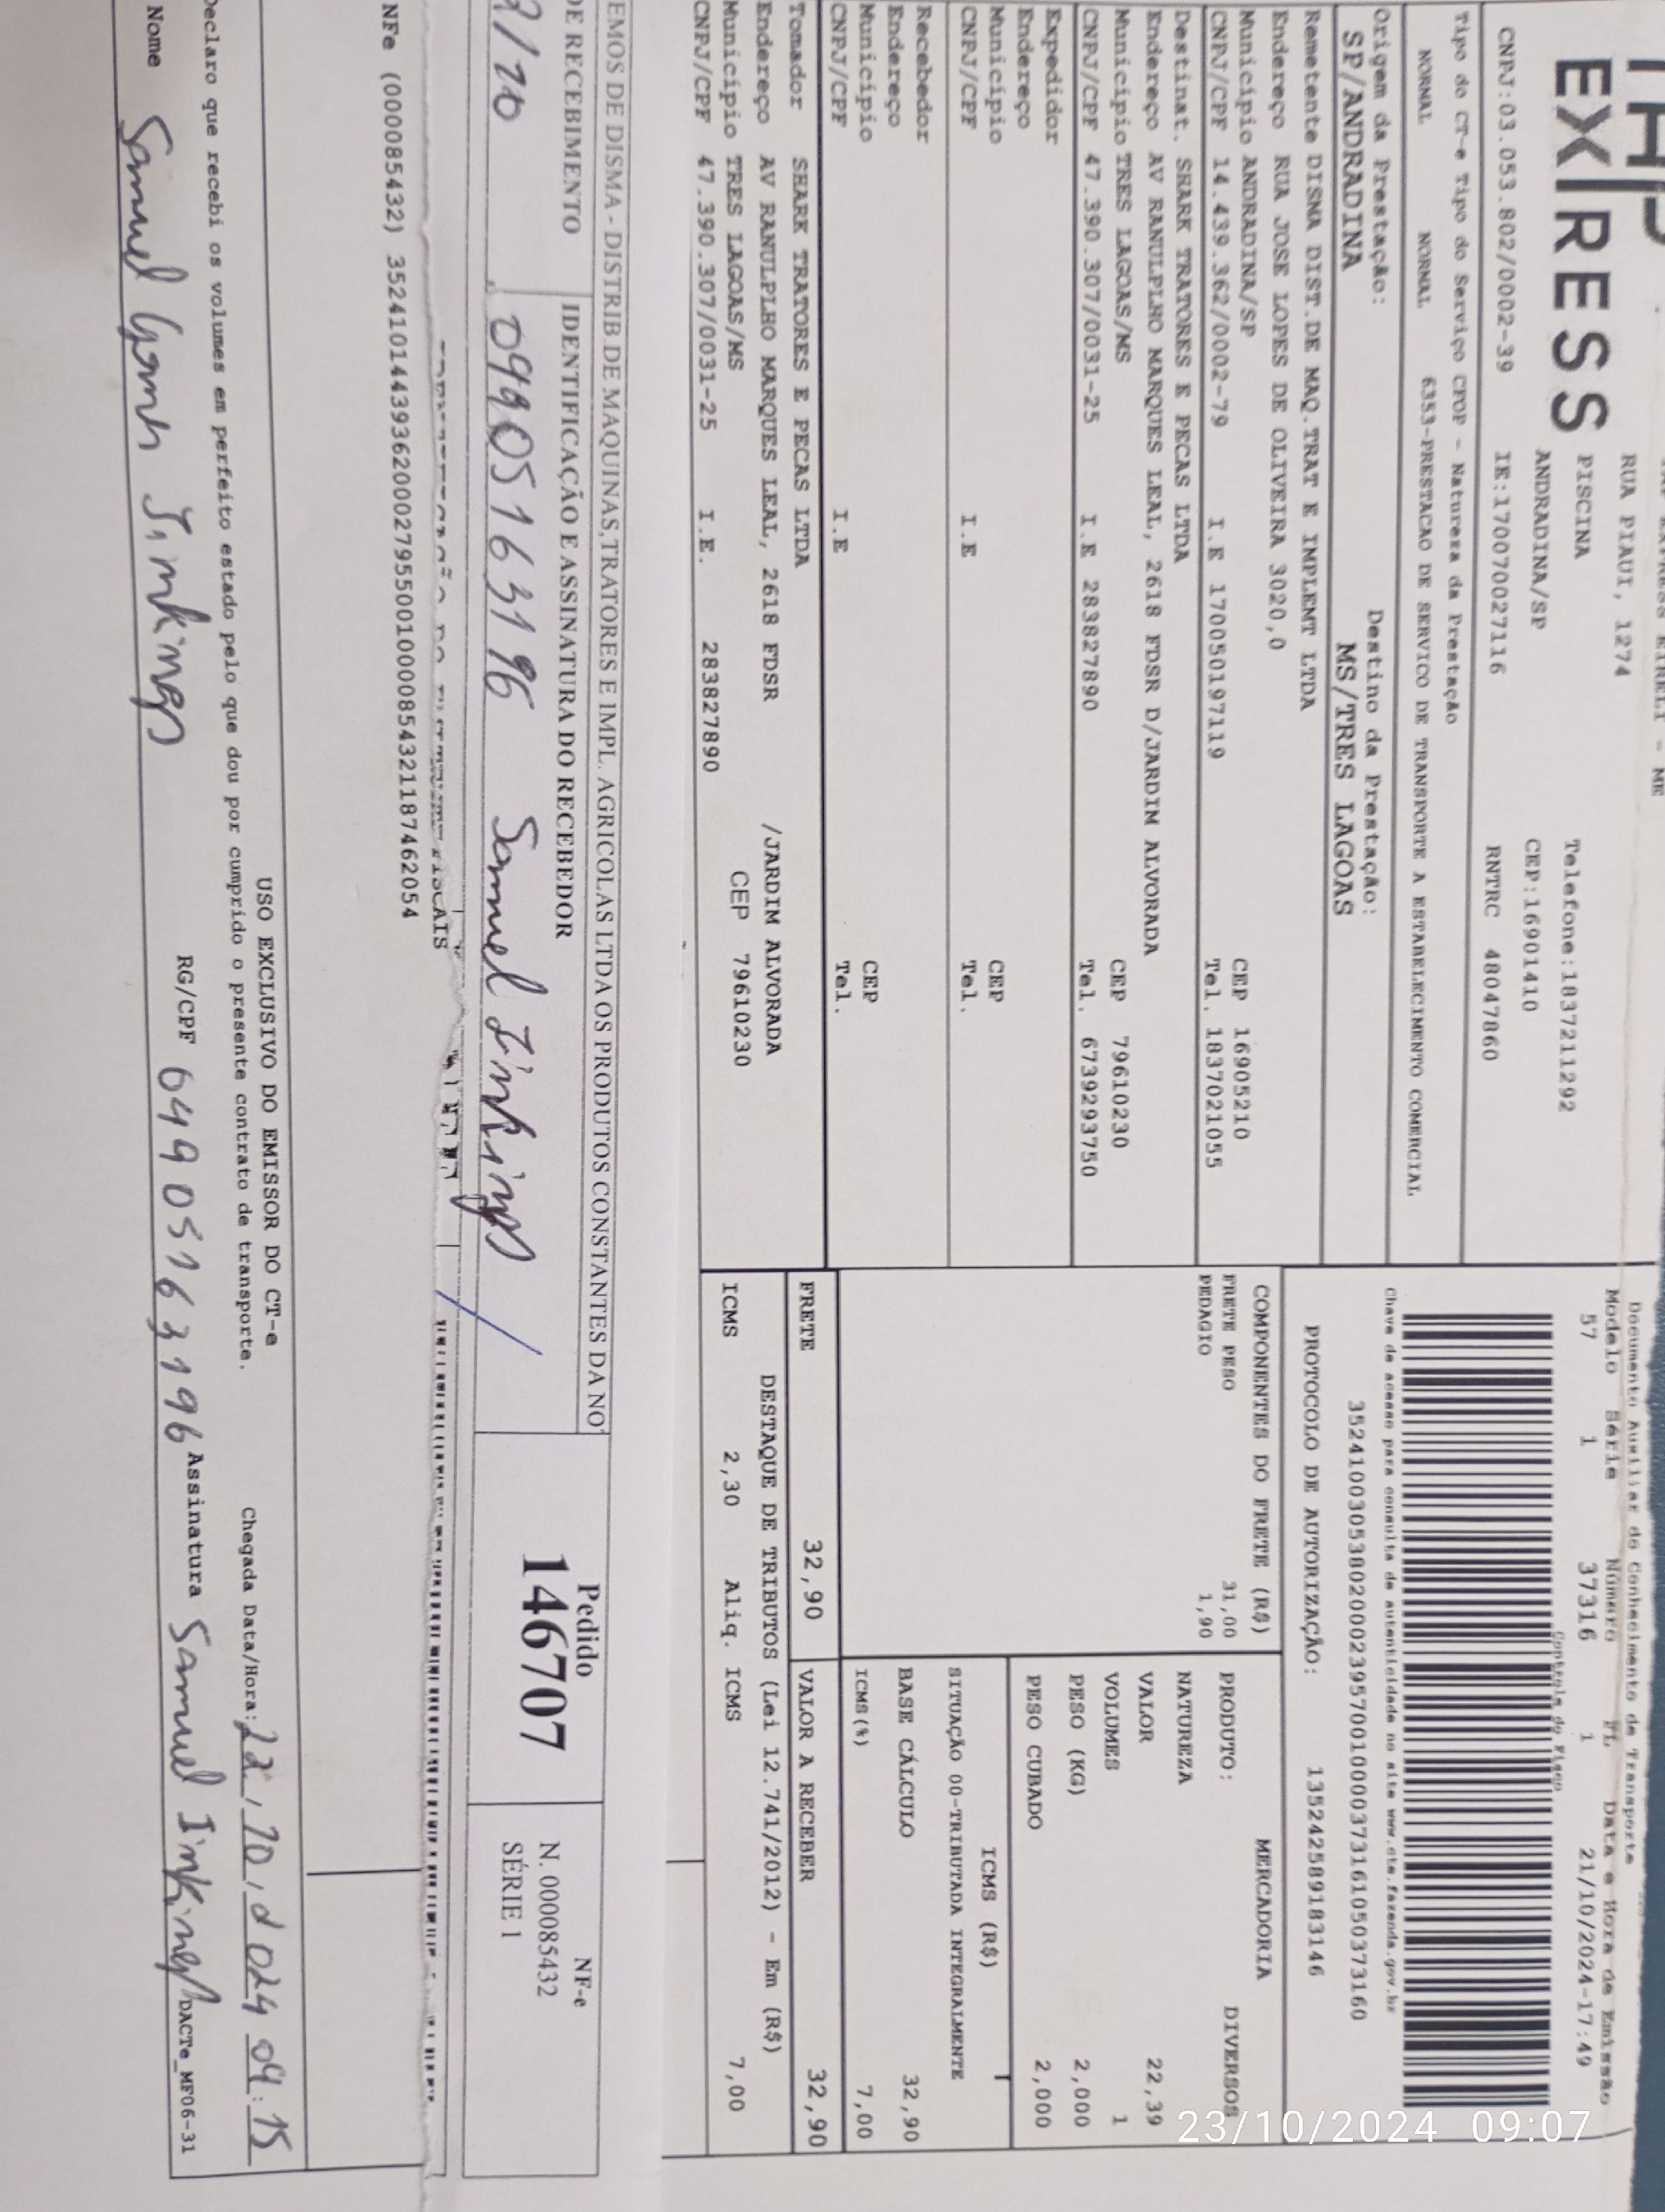 EXPRESS
RUA PIAUI, 1274
PISCINA
ANDRADINA/SP
Telefone:1837211292
CEP:16901410
CNPJ:03.053.802/0002-39 IE:170070027116 RNTRC 48047860
Tipo do CT-e Tipo do Serviço CFOP - Natureza da Prestação
NORMAL NORMAL 6353-PRESTACAO DE SERVICO DE TRANSPORTE A ESTABELECIMENTO COMERCIAL
Origem da Prestação: Destino da Prestação:
SP/ANDRADINA MS/TRES LAGOAS
Documento Auxiliar do Conhecimento de Transporte
Modelo Série Número FL Data e Hora de Emissão
57 1 37316 1 21/10/2024-17:49
Controle do Fisco
Chave de acesso para consulta de autenticidade no site www.cte.fazenda.gov.br
35241003053802000239570010000373161050373160
PROTOCOLO DE AUTORIZAÇÃO: 135242589183146
Remetente DISMA DIST.DE MAQ.TRAT E IMPLEMT LTDA
Endereço RUA JOSE LOPES DE OLIVEIRA 3020,0
Município ANDRADINA/SP CEP 16905210
CNPJ/CPF 14.439.362/0002-79 I.E 170050197119 Tel. 1837021055
Destinat. SHARK TRATORES E PECAS LTDA
Endereço AV RANULPLHO MARQUES LEAL, 2618 FDSR D/JARDIM ALVORADA
Município TRES LAGOAS/MS CEP 79610230
CNPJ/CPF 47.390.307/0031-25 I.E 283827890 Tel. 6739293750
Expedidor
Endereço
Município CEP
CNPJ/CPF I.E Tel.
Recebedor
Endereço
Município CEP
CNPJ/CPF I.E Tel.
Tomador SHARK TRATORES E PECAS LTDA
Endereço AV RANULPLHO MARQUES LEAL, 2618 FDSR /JARDIM ALVORADA
Município TRES LAGOAS/MS CEP 79610230
CNPJ/CPF 47.390.307/0031-25 I.E. 283827890
COMPONENTES DO FRETE (R$)
FRETE PESO 31,00
PEDAGIO 1,90
MERCADORIA
PRODUTO: DIVERSOS
NATUREZA
VALOR 22,39
VOLUMES 1
PESO (KG) 2,000
PESO CUBADO 2,000
ICMS (R$)
SITUAÇÃO 00-TRIBUTADA INTEGRALMENTE
BASE CÁLCULO 32,90
ICMS(%) 7,00
FRETE 32,90 VALOR A RECEBER 32,90
DESTAQUE DE TRIBUTOS (Lei 12.741/2012) - Em (R$)
ICMS 2,30 Aliq. ICMS 7,00
EMOS DE DISMA - DISTRIB.DE MAQUINAS,TRATORES E IMPL. AGRICOLAS LTDA OS PRODUTOS CONSTANTES DA NO
DE RECEBIMENTO IDENTIFICAÇÃO E ASSINATURA DO RECEBEDOR
/10 04905163196 Samuel Inkings
Pedido
146707
NF-e
N. 000085432
SÉRIE 1
FISCAIS
NFe (000085432) 35241014439362000279550010000854321187462054
USO EXCLUSIVO DO EMISSOR DO CT-e
Declaro que recebi os volumes em perfeito estado pelo que dou por cumprido o presente contrato de transporte.
Chegada Data/Hora: 22,10,2024 09:15
Nome Samuel RG/CPF 04905163196 Assinatura Samuel Inkings
DACTe_MF06-31
23/10/2024 09:07